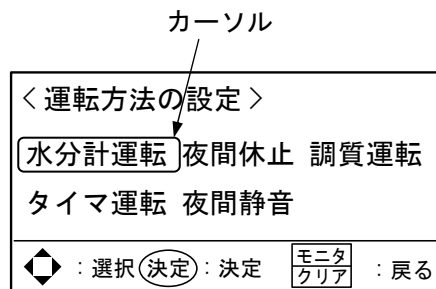 カーソル
＜運転方法の設定＞
水分計運転 夜間休止 調質運転
タイマ運転 夜間静音
：選択 決定：決定 モニタ クリア ：戻る